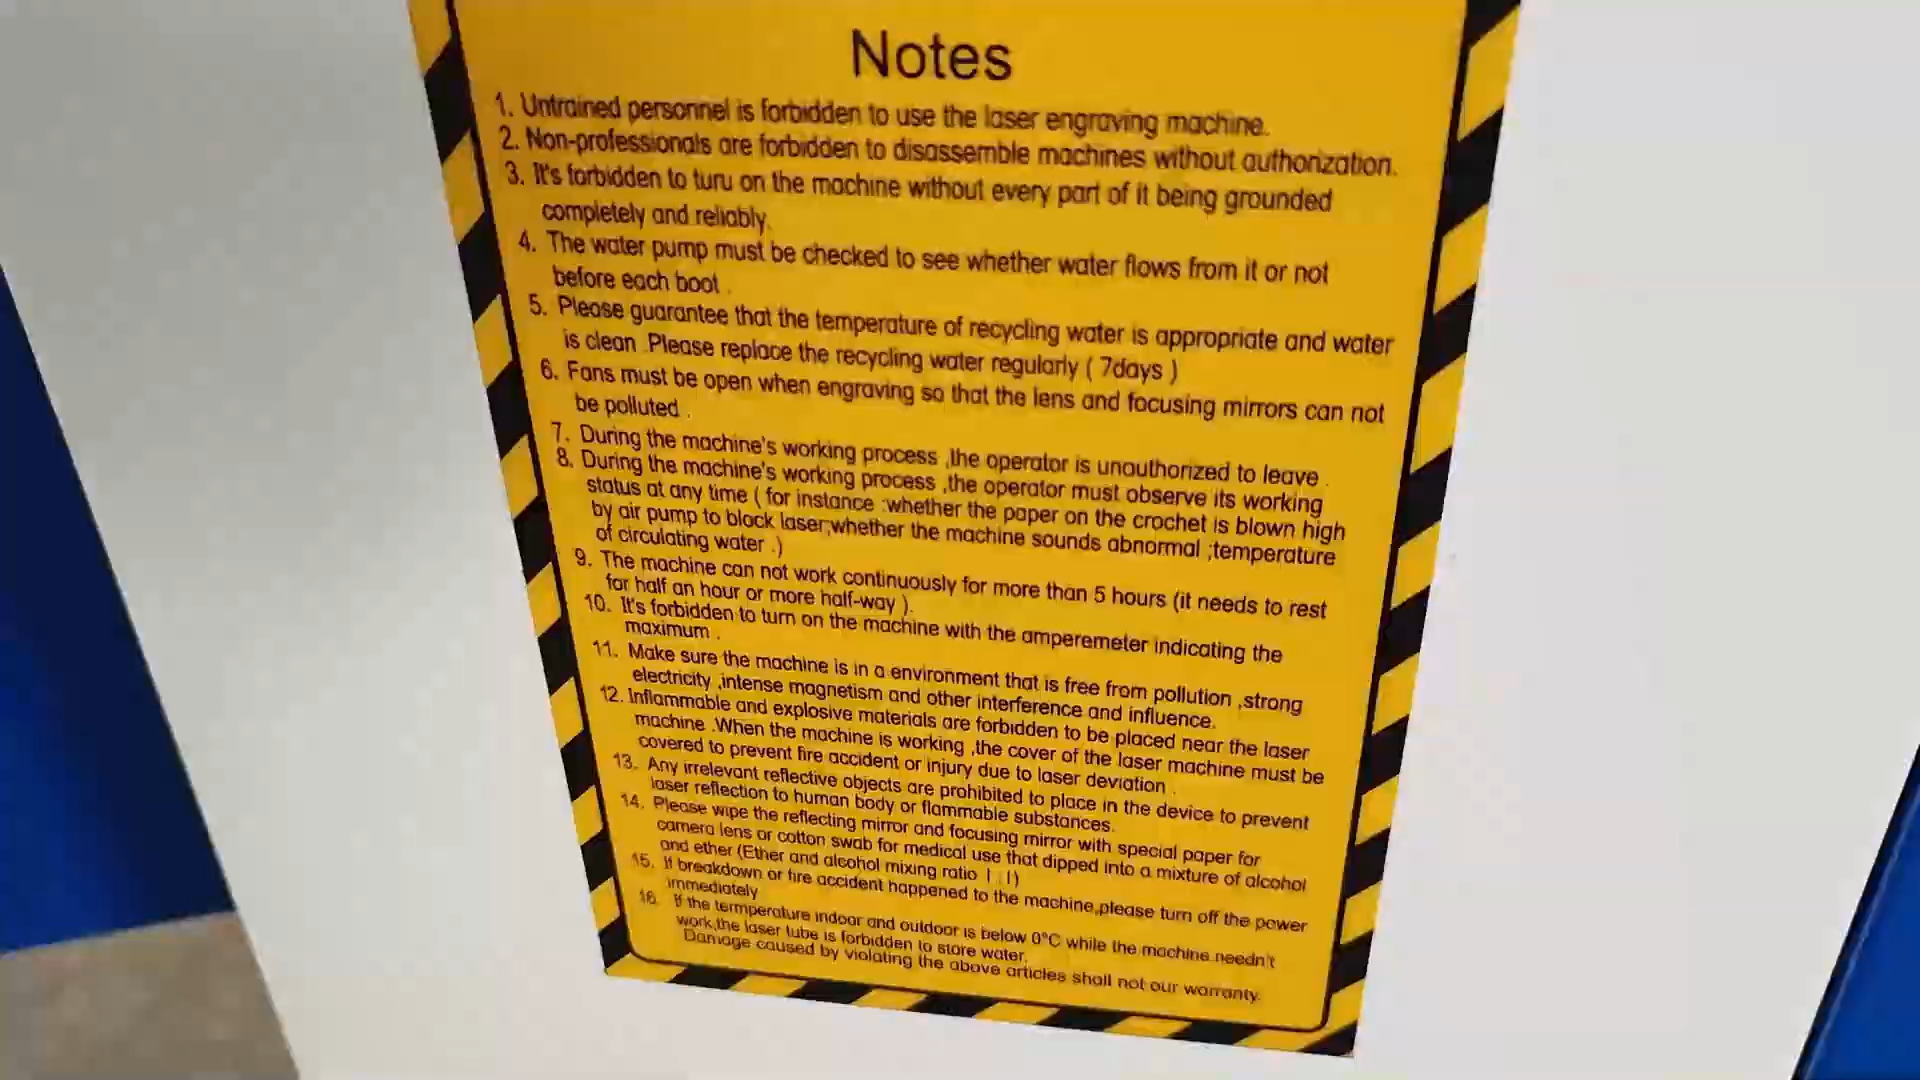 Notes
1. Untrained personnel is forbidden to use the laser engraving machine.
2. Non-professionals are forbidden to disassemble machines without authorization.
3. It's forbidden to turu on the machine without every part of it being grounded
completely and reliably.
4. The water pump must be checked to see whether water flows from it or not
before each boot .
5. Please guarantee that the temperature of recycling water is appropriate and water
is clean .Please replace the recycling water regularly ( 7days )
6. Fans must be open when engraving so that the lens and focusing mirrors can not
be polluted .
7. During the machine's working process ,the operator is unauthorized to leave .
8. During the machine's working process ,the operator must observe its working
status at any time ( for instance :whether the paper on the crochet is blown high
by air pump to block laser;whether the machine sounds abnormal ;temperature
of circulating water .)
9. The machine can not work continuously for more than 5 hours (it needs to rest
for half an hour or more half-way ).
10. It's forbidden to turn on the machine with the amperemeter indicating the
maximum .
11. Make sure the machine is in a environment that is free from pollution ,strong
electricity ,intense magnetism and other interference and influence.
12. Inflammable and explosive materials are forbidden to be placed near the laser
machine .When the machine is working ,the cover of the laser machine must be
covered to prevent fire accident or injury due to laser deviation .
13. Any irrelevant reflective objects are prohibited to place in the device to prevent
laser reflection to human body or flammable substances.
14. Please wipe the reflecting mirror and focusing mirror with special paper for
camera lens or cotton swab for medical use that dipped into a mixture of alcohol
and ether (Ether and alcohol mixing ratio 1 : 1)
15. If breakdown or fire accident happened to the machine,please turn off the power
immediately
16. If the termperature indoor and outdoor is below 0°C while the machine needn't
work,the laser tube is forbidden to store water.
Damage caused by violating the above articles shall not our warranty.